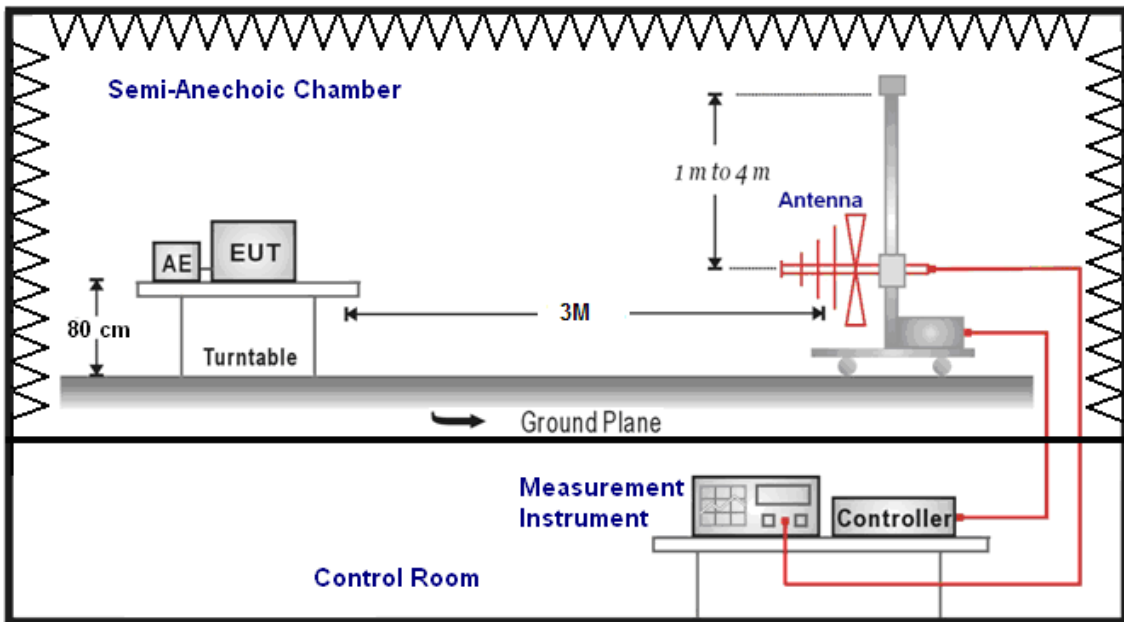 Semi-Anechoic Chamber
1 m to 4 m
Antenna
AE
EUT
80 cm
3M
Turntable
Ground Plane
Measurement
Instrument
Controller
Control Room